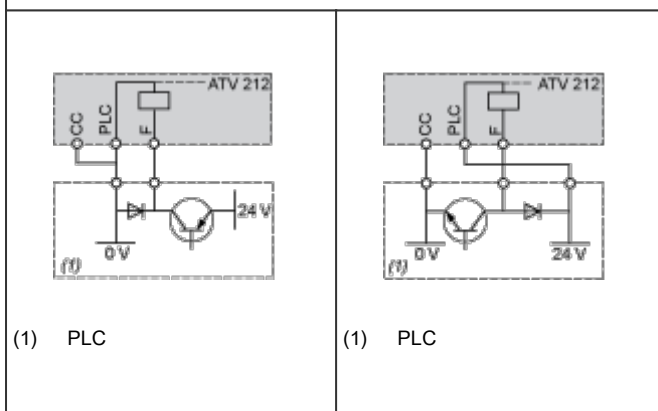 ATV 212
CC
PLC
F
24 V
0 V
(1)
(1) PLC
ATV 212
CC
PLC
F
0 V
24 V
(1)
(1) PLC